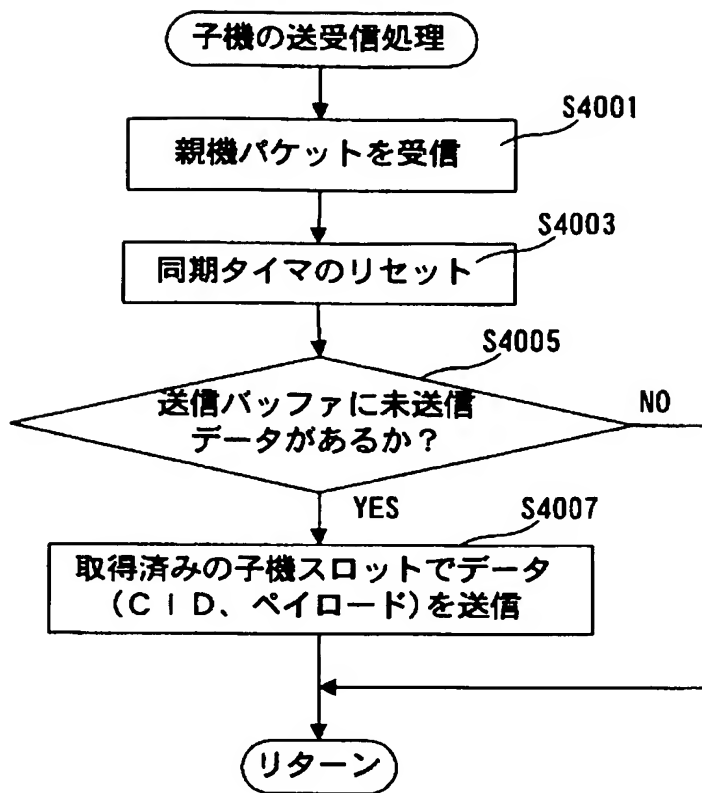 子機の送受信処理
S4001
親機パケットを受信
S4003
同期タイマのリセット
S4005
送信バッファに未送信
データがあるか？
NO
YES
S4007
取得済みの子機スロットでデータ
(CID、ペイロード)を送信
リターン